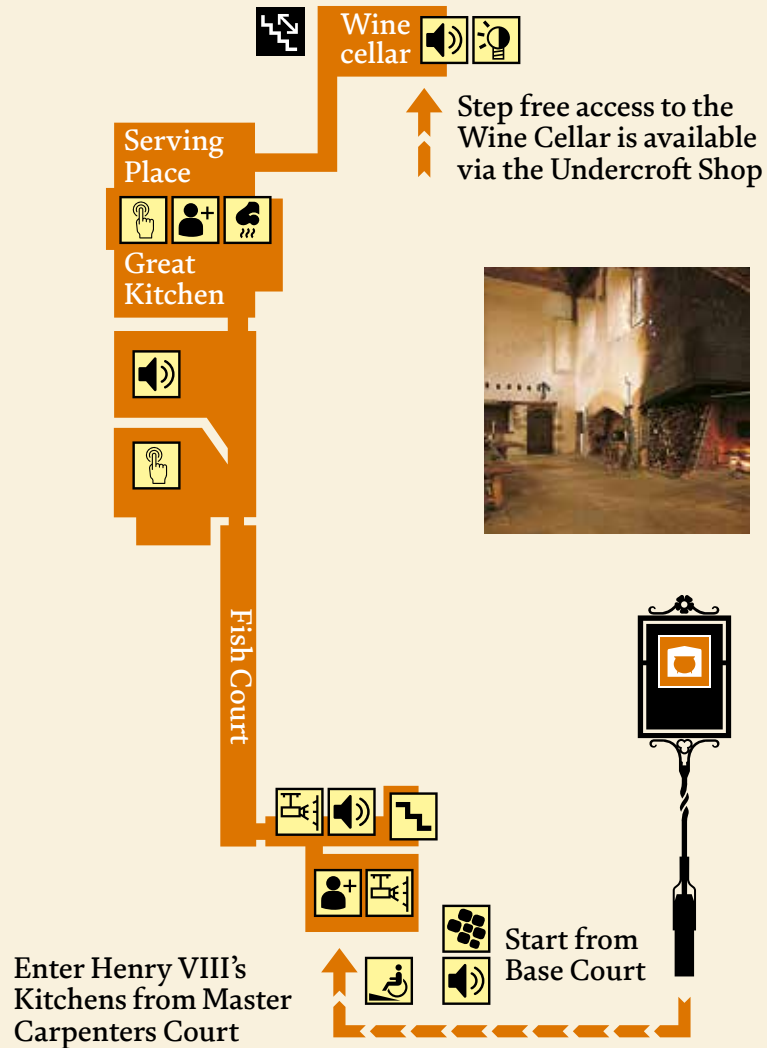 Wine
cellar
Step free access to the
Wine Cellar is available
via the Undercroft Shop
Serving
Place
Great
Kitchen
Fish Court
Start from
Base Court
Enter Henry VIII’s
Kitchens from Master
Carpenters Court